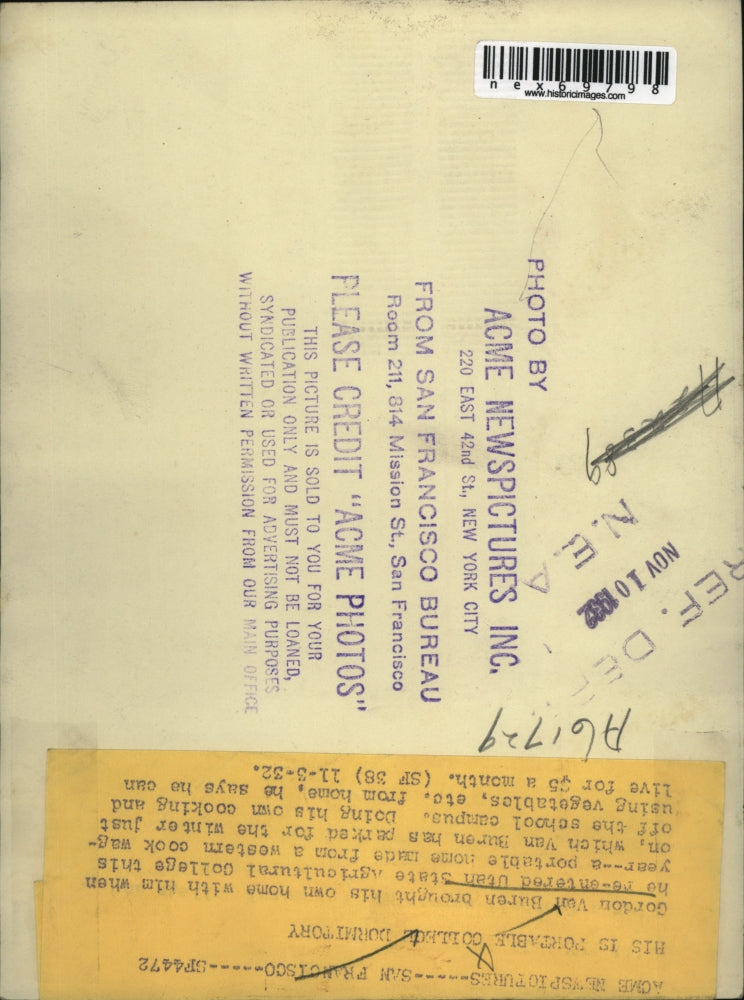 nex69798
www.historicimages.com
PHOTO BY
ACME NEWSPICTURES INC.
220 EAST 42nd St., NEW YORK CITY
FROM SAN FRANCISCO BUREAU
Room 211, 814 Mission St., San Francisco
PLEASE CREDIT "ACME PHOTOS"
THIS PICTURE IS SOLD TO YOU FOR YOUR
PUBLICATION ONLY AND MUST NOT BE LOANED,
SYNDICATED OR USED FOR ADVERTISING PURPOSES
WITHOUT WRITTEN PERMISSION FROM OUR MAIN OFFICE
N. E. A
NOV 10 1932
REF. DE
A61729
ACME NEWSPICTURES------SAN FRANCISCO------SF4472
HIS IS PORTABLE COLLEGE DORMITORY
Gordon Van Buren brought his own home with him when
he re-entered Utah State Agricultural College this
year--a portable home made from a western cook wag-
on, which Van Buren has parked for the winter just
off the school campus. Doing his own cooking and
using vegetables, etc. from home, he says he can
live for $5 a month. (SF 38) 11-5-32.